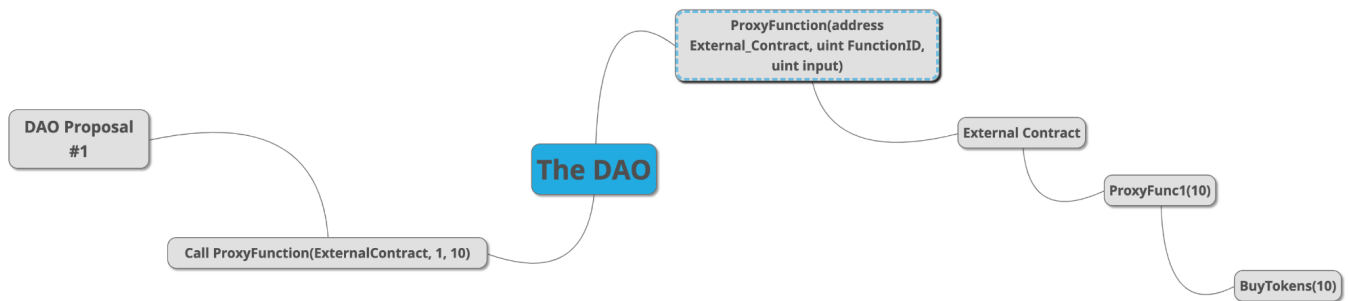 DAO Proposal
#1
Call ProxyFunction(ExternalContract, 1, 10)
The DAO
ProxyFunction(address
External_Contract, uint FunctionID,
uint input)
External Contract
ProxyFunc1(10)
BuyTokens(10)